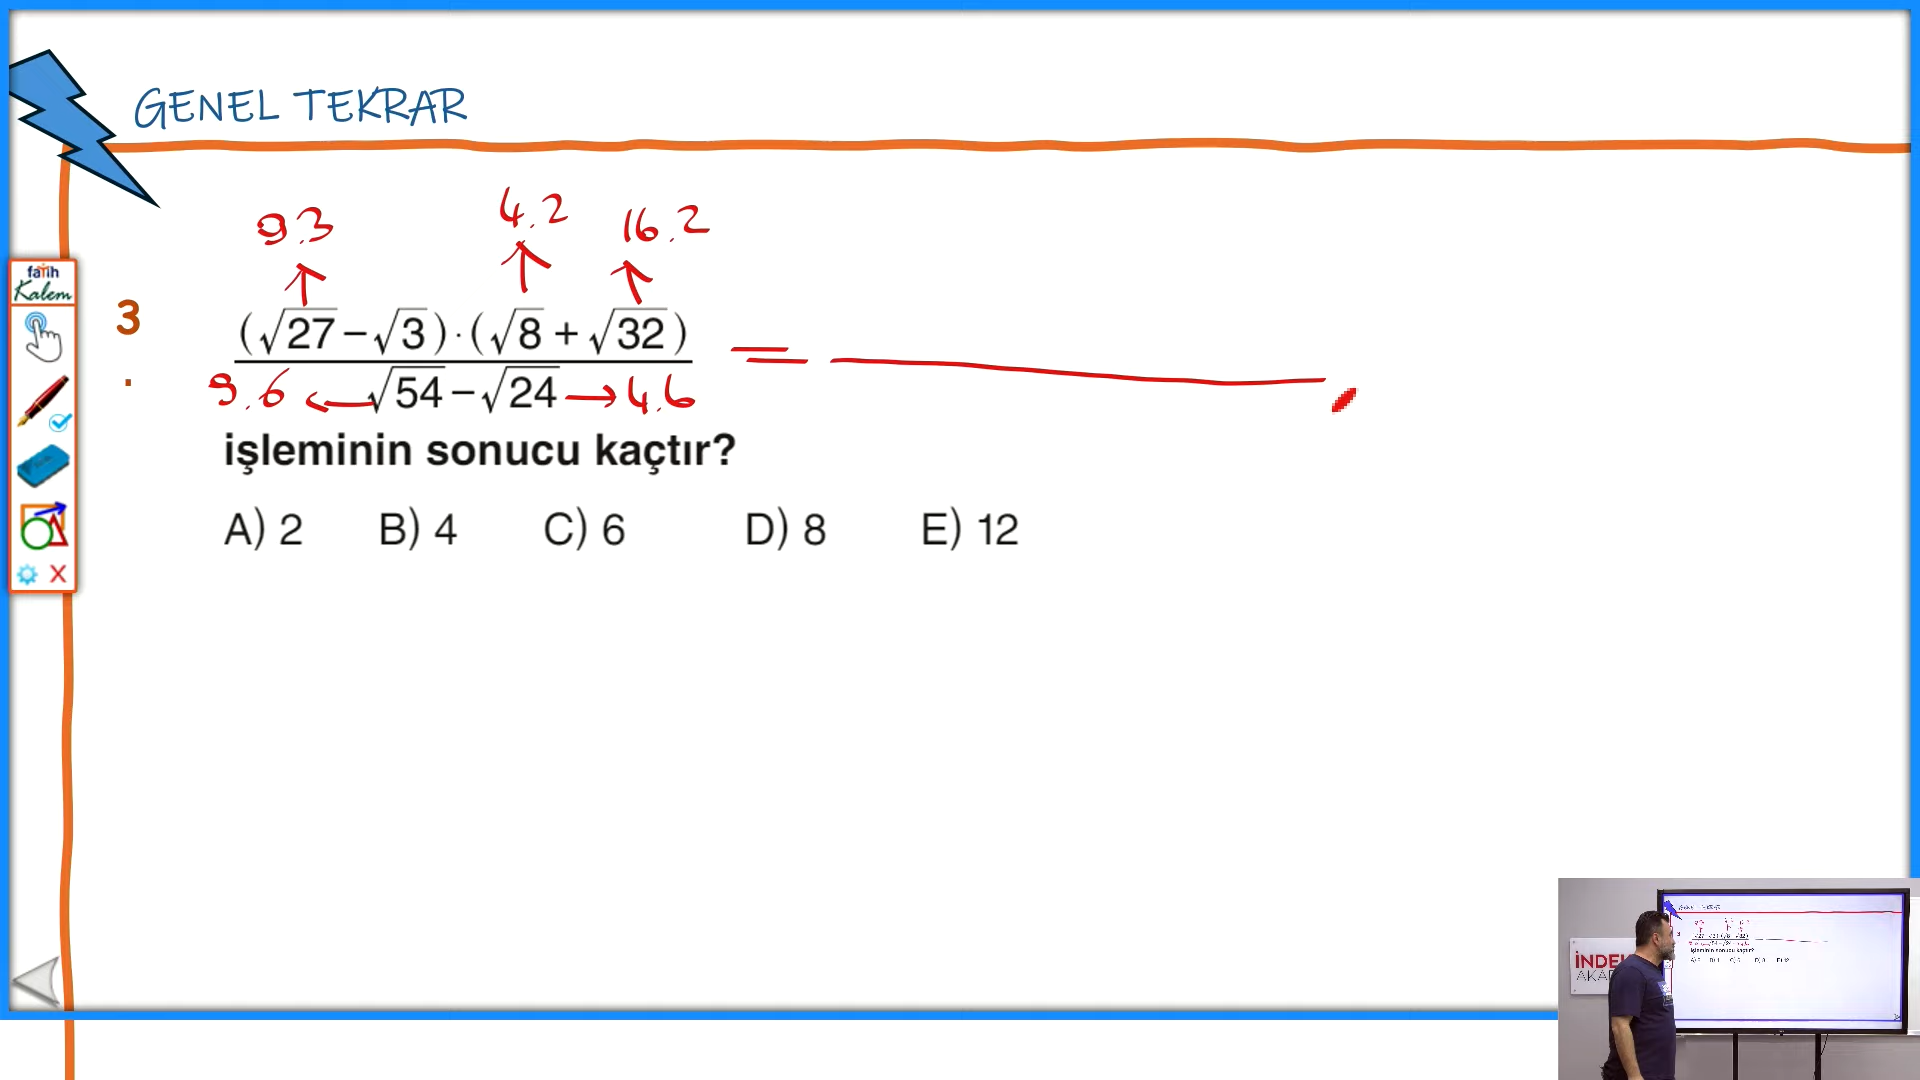 GENEL TEKRAR
9.3 4.2 16.2
fatih
Kalem
3
.
(√27 − √3) · (√8 + √32) =
9.6 ← √54 − √24 → 4.6
işleminin sonucu kaçtır?
A) 2 B) 4 C) 6 D) 8 E) 12